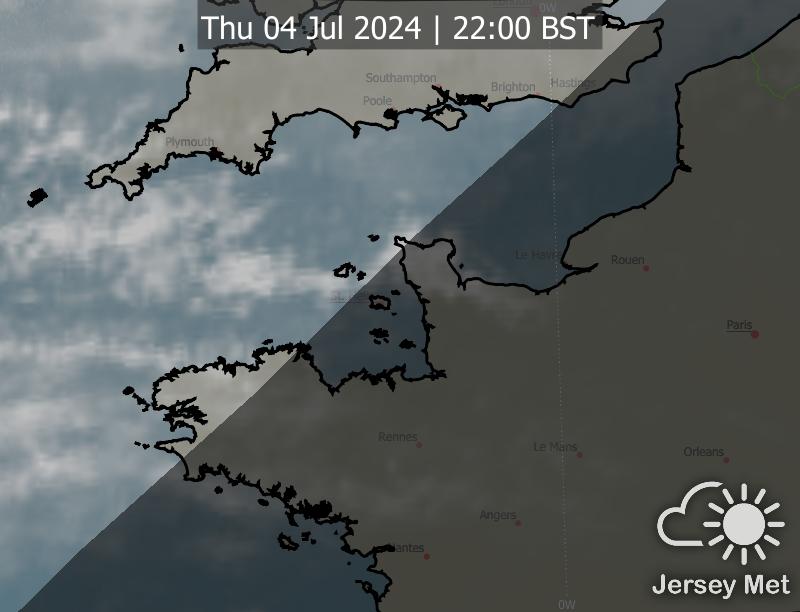 London
0W
Thu 04 Jul 2024 | 22:00 BST
Southampton
Brighton
Hastings
Poole
Plymouth
Le Havre
Rouen
Paris
Rennes
Le Mans
Orleans
Angers
Nantes
Jersey Met
0W